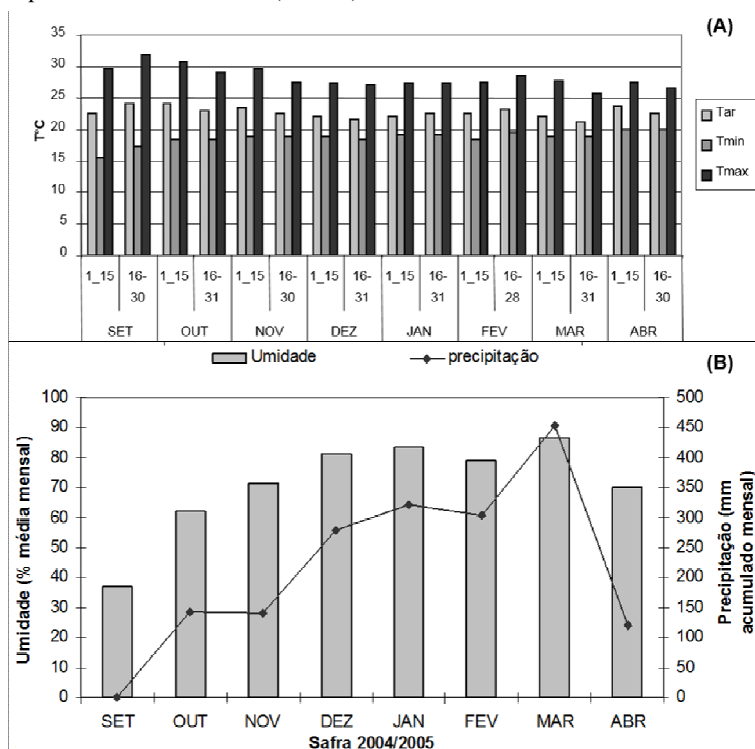 (A)
35
30
25
20
15
10
5
0
T°C
Tar
Tmin
Tmax
1_15 16-30 1_15 16-31 1_15 16-30 1_15 16-31 1_15 16-31 1_15 16-28 1_15 16-31 1_15 16-30
SET OUT NOV DEZ JAN FEV MAR ABR
Umidade precipitação
(B)
100
90
80
70
60
50
40
30
20
10
0
Umidade (% média mensal)
500
450
400
350
300
250
200
150
100
50
0
Precipitação (mm
acumulado mensal)
SET OUT NOV DEZ JAN FEV MAR ABR
Safra 2004/2005